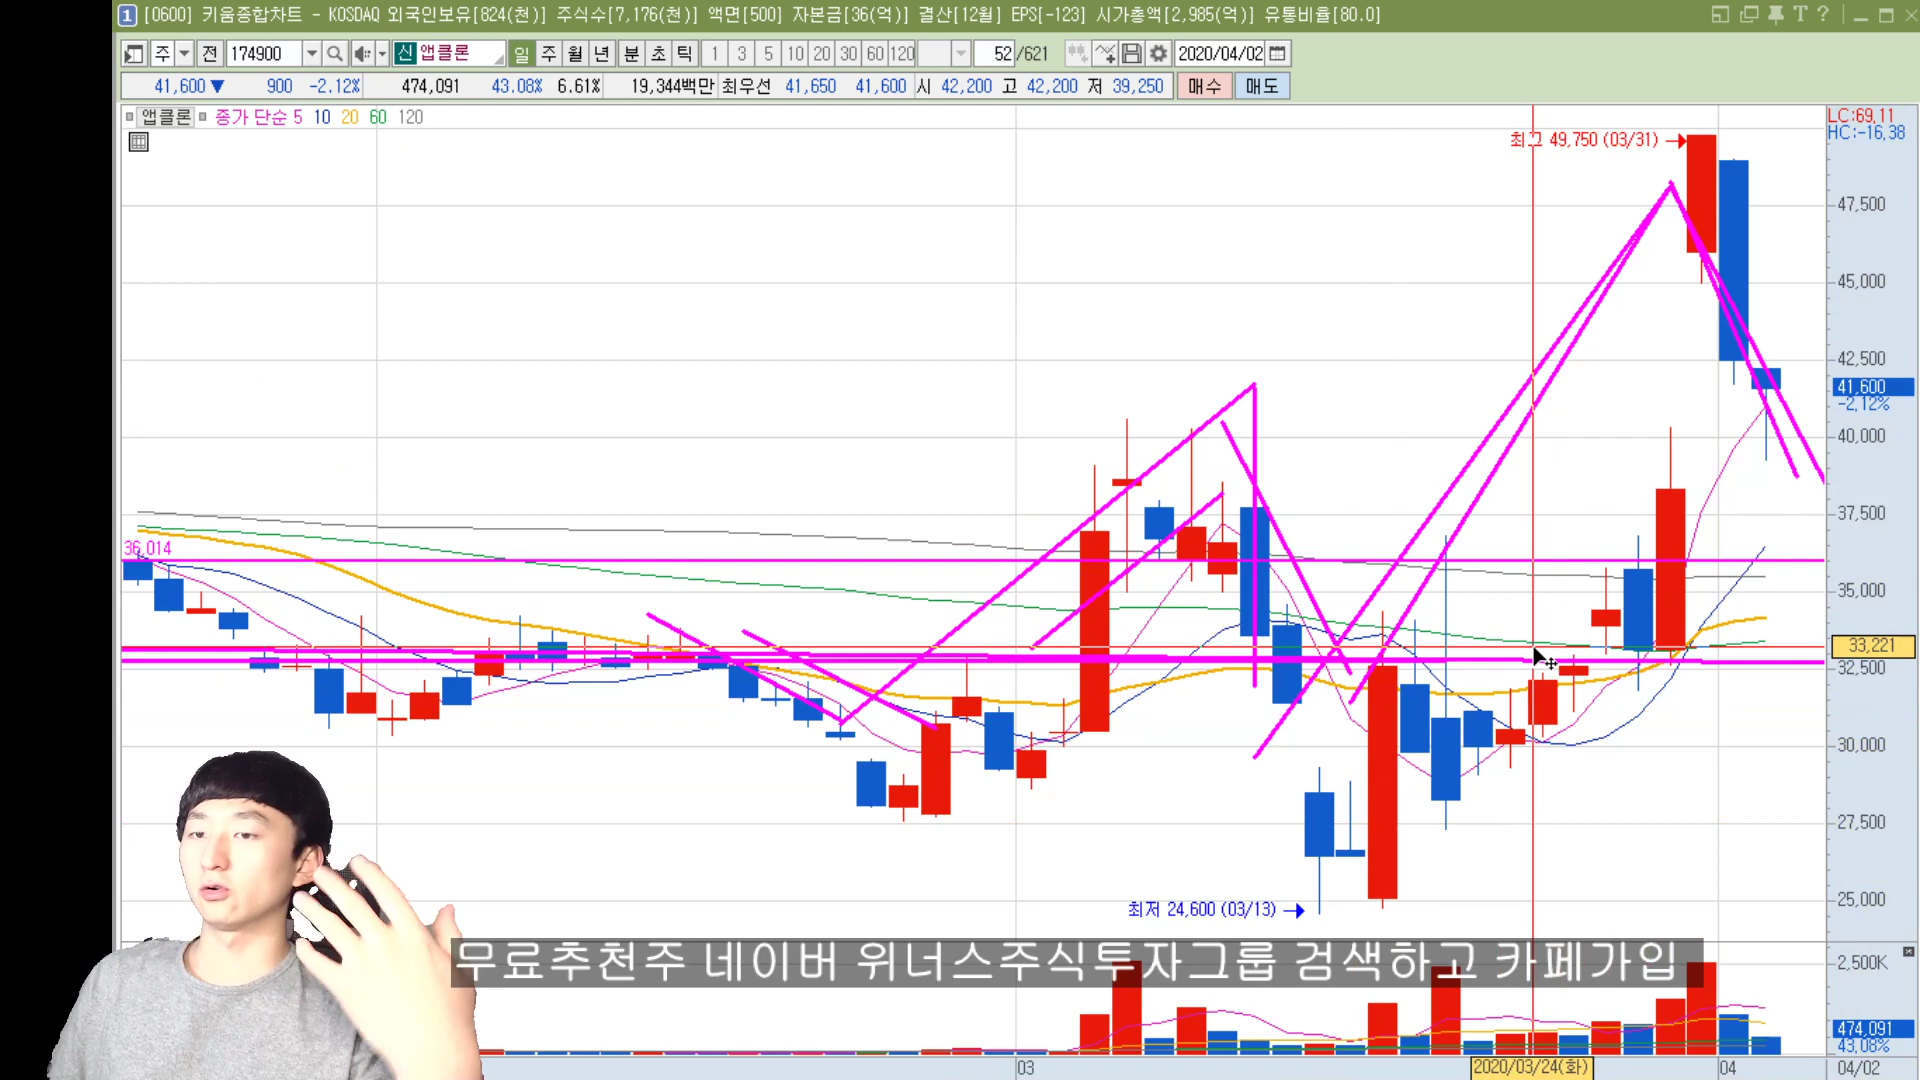 1 [0600] 키움종합차트 - KOSDAQ 외국인보유[824(천)] 주식수[7,176(천)] 액면[500] 자본금[36(억)] 결산[12월] EPS[-123] 시가총액[2,985(억)] 유통비율[80.0]
주 전 174900 신 앱클론 일 주 월 년 분 초 틱 1 3 5 10 20 30 60 120 52 /621 2020/04/02
41,600 ▼ 900 -2.12% 474,091 43.08% 6.61% 19,344백만 최우선 41,650 41,600 시 42,200 고 42,200 저 39,250 매수 매도
앱클론 종가 단순 5 10 20 60 120
LC:69,11
HC:-16,38
최고 49,750 (03/31)
47,500
45,000
42,500
41,600
-2,12%
40,000
37,500
36,014
35,000
33,221
32,500
30,000
27,500
25,000
최저 24,600 (03/13)
무료추천주 네이버 위너스주식투자그룹 검색하고 카페가입
2,500K
474,091
43,08%
03 2020/03/24(화) 04 04/02